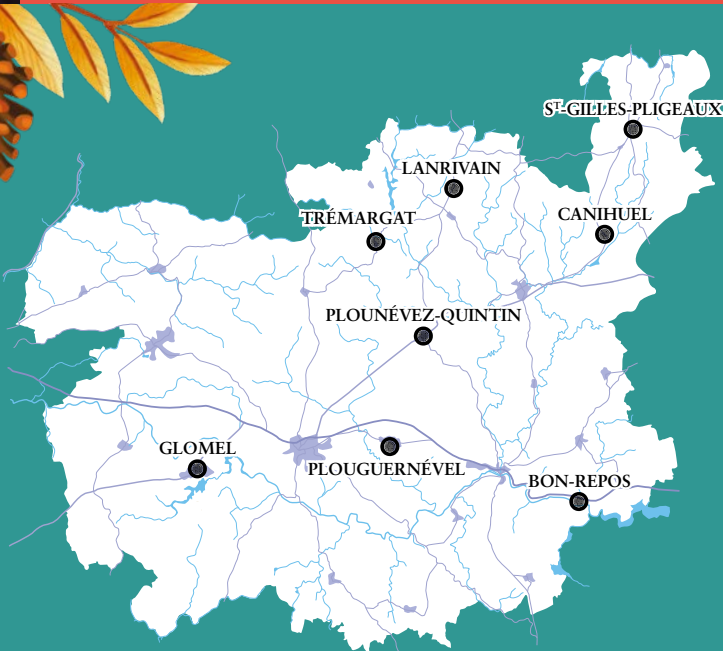 Sᵀ-GILLES-PLIGEAUX
LANRIVAIN
CANIHUEL
TRÉMARGAT
PLOUNÉVEZ-QUINTIN
GLOMEL
PLOUGUERNÉVEL
BON-REPOS